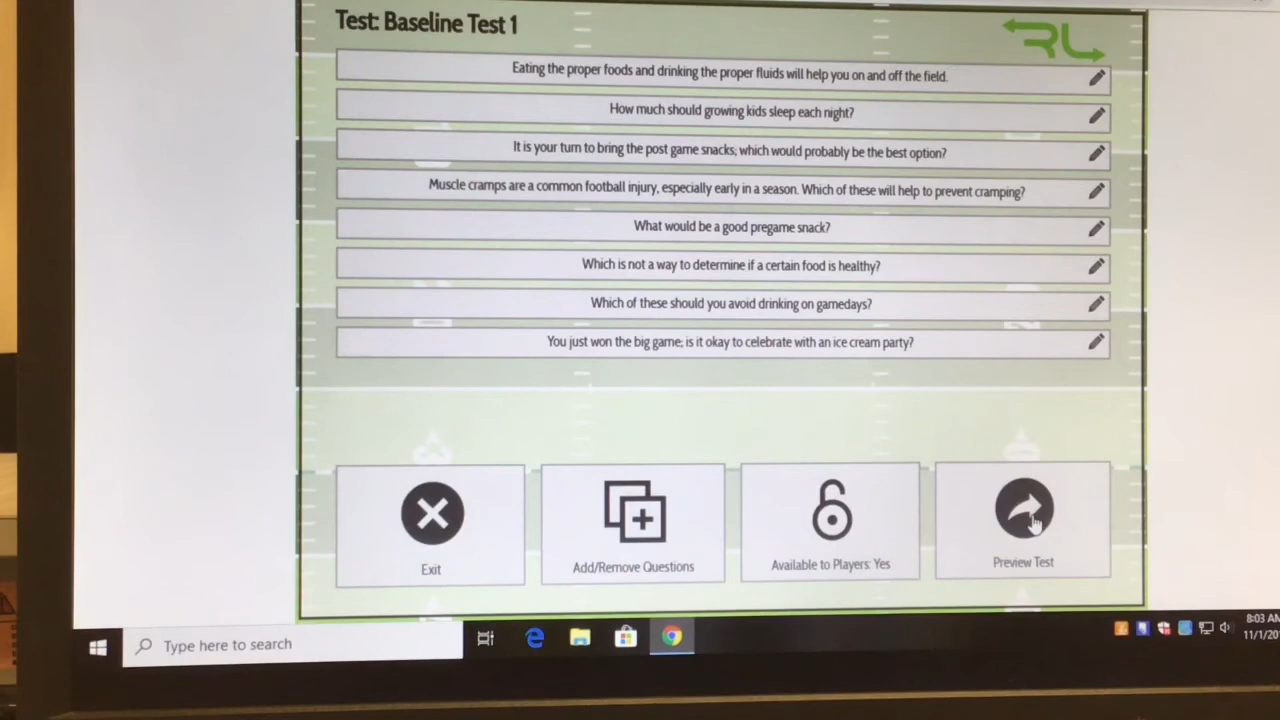 Test: Baseline Test 1
RL
Eating the proper foods and drinking the proper fluids will help you on and off the field.
How much should growing kids sleep each night?
It is your turn to bring the post game snacks; which would probably be the best option?
Muscle cramps are a common football injury, especially early in a season. Which of these will help to prevent cramping?
What would be a good pregame snack?
Which is not a way to determine if a certain food is healthy?
Which of these should you avoid drinking on gamedays?
You just won the big game; is it okay to celebrate with an ice cream party?
Exit
Add/Remove Questions
Available to Players: Yes
Preview Test
Type here to search
8:03 AM
11/1/20